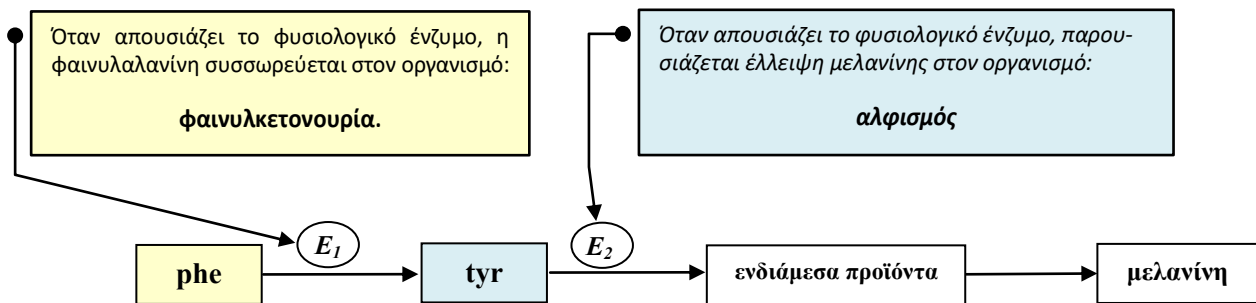 Όταν απουσιάζει το φυσιολογικό ένζυμο, η
φαινυλαλανίνη συσσωρεύεται στον οργανισμό:
φαινυλκετονουρία.
Όταν απουσιάζει το φυσιολογικό ένζυμο, παρου-
σιάζεται έλλειψη μελανίνης στον οργανισμό:
αλφισμός
E1
E2
phe
tyr
ενδιάμεσα προϊόντα
μελανίνη